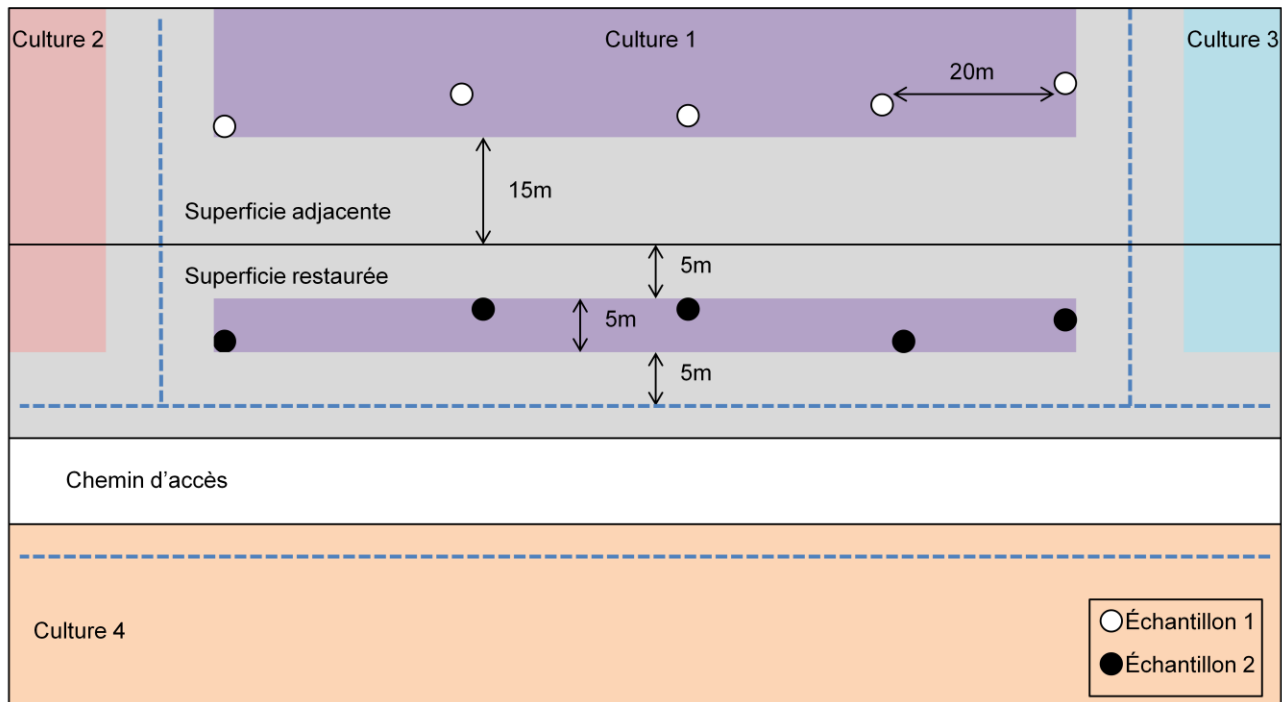 Culture 2
Culture 1
Culture 3
20m
15m
Superficie adjacente
Superficie restaurée
5m
5m
5m
Chemin d'accès
Culture 4
Échantillon 1
Échantillon 2